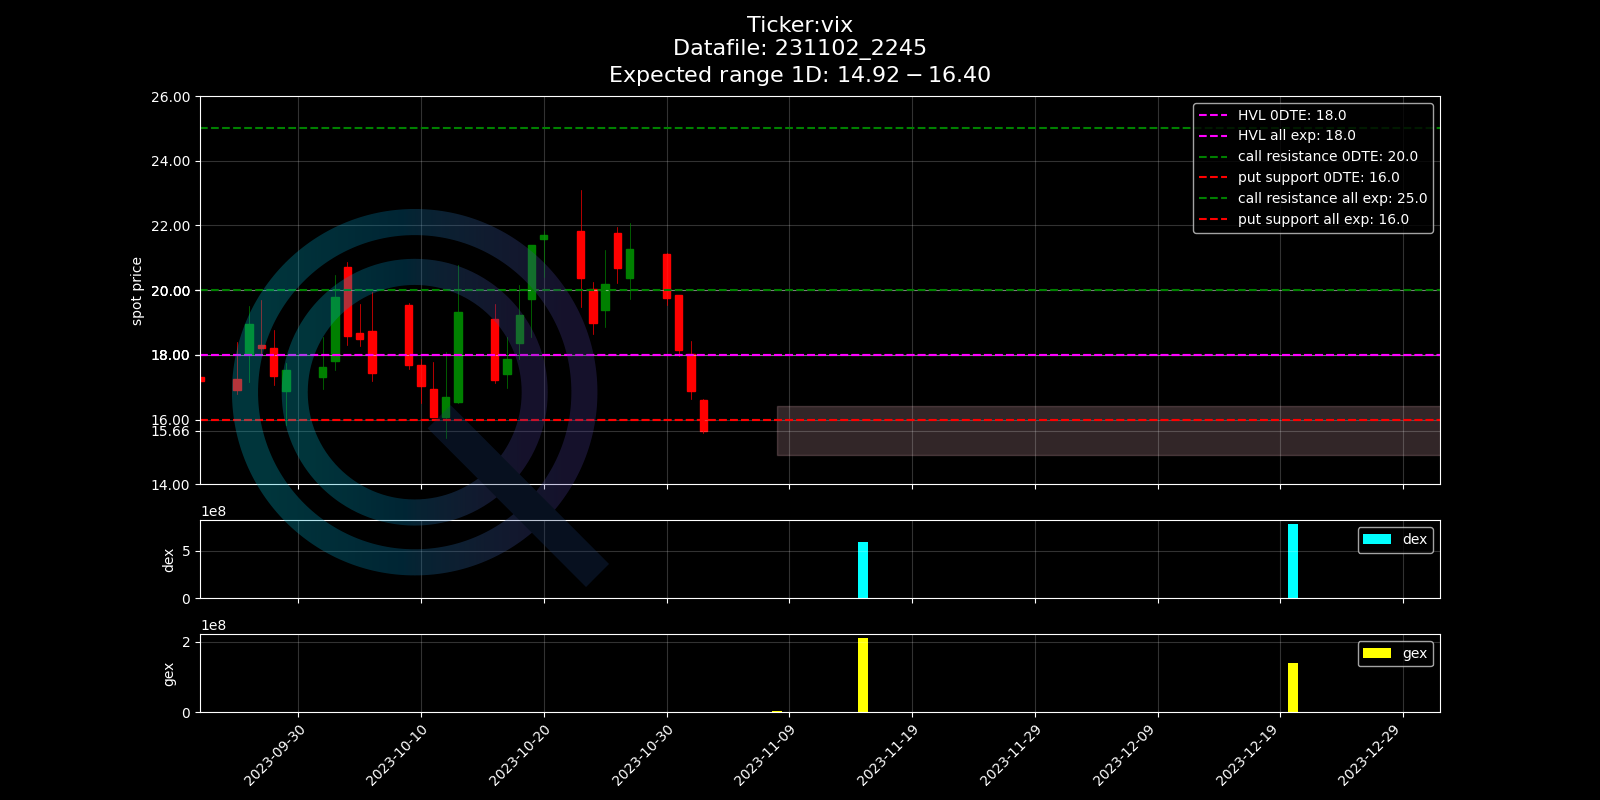 Ticker:vix
Datafile: 231102_2245
Expected range 1D: 14.92 − 16.40
26.00
24.00
22.00
20.00
18.00
16.00
15.66
14.00
spot price
HVL 0DTE: 18.0
HVL all exp: 18.0
call resistance 0DTE: 20.0
put support 0DTE: 16.0
call resistance all exp: 25.0
put support all exp: 16.0
1e8
5
0
dex
dex
1e8
2
0
gex
gex
2023-09-30
2023-10-10
2023-10-20
2023-10-30
2023-11-09
2023-11-19
2023-11-29
2023-12-09
2023-12-19
2023-12-29